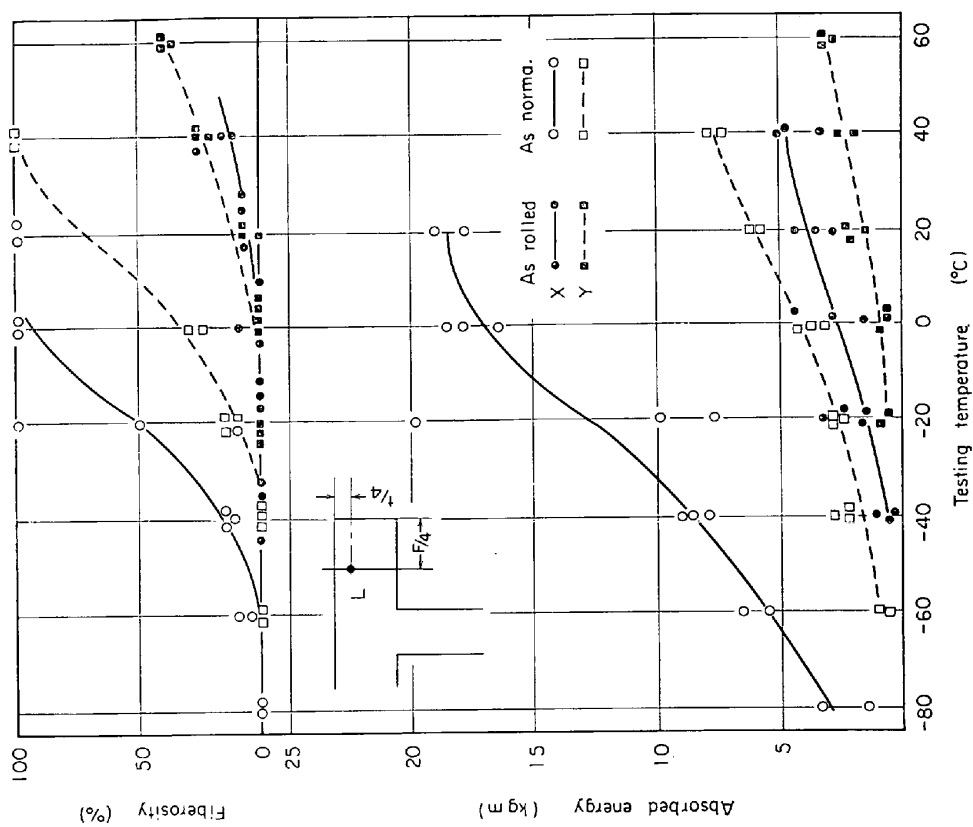 Fiberosity (%)
100
50
0
Absorbed energy (kg m)
25
20
15
10
5
t/4
F/4
L
As rolled As norma.
X
Y
-80 -60 -40 -20 0 20 40 60
Testing temperature (°C)